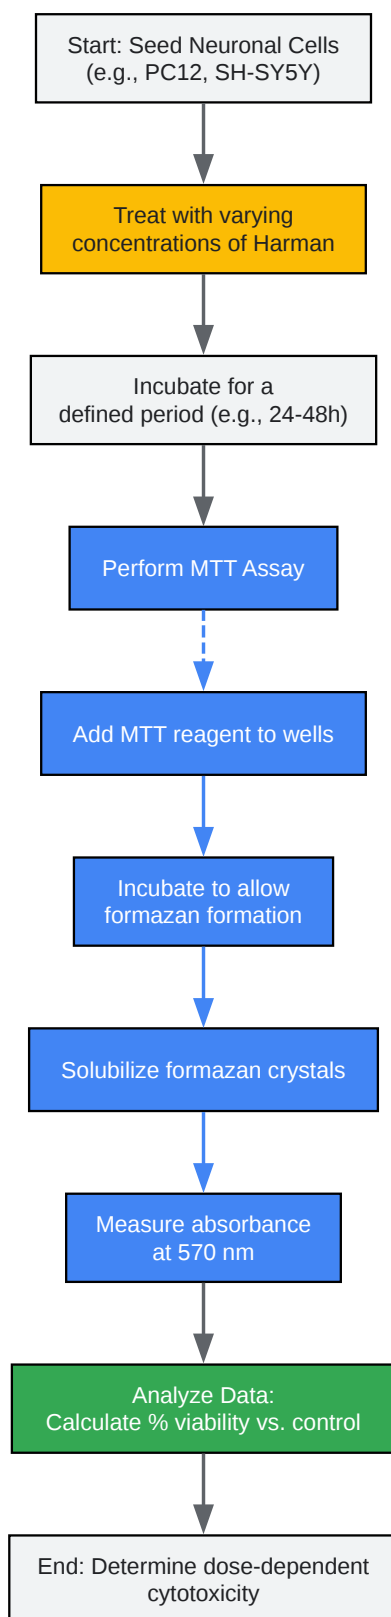 Start: Seed Neuronal Cells
(e.g., PC12, SH-SY5Y)
Treat with varying
concentrations of Harman
Incubate for a
defined period (e.g., 24-48h)
Perform MTT Assay
Add MTT reagent to wells
Incubate to allow
formazan formation
Solubilize formazan crystals
Measure absorbance
at 570 nm
Analyze Data:
Calculate % viability vs. control
End: Determine dose-dependent
cytotoxicity